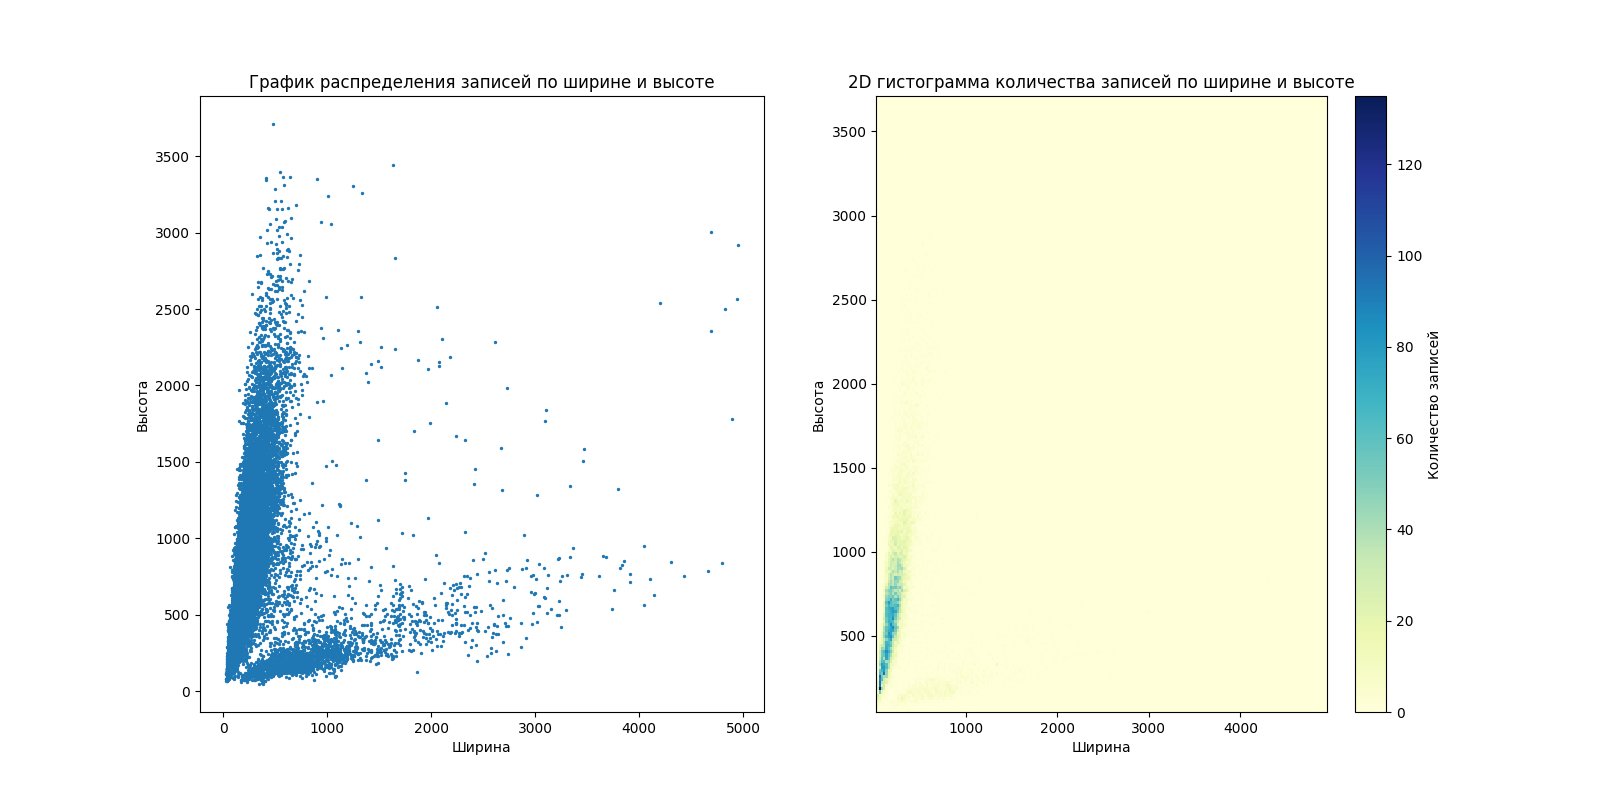 График распределения записей по ширине и высоте
3500
3000
2500
2000
1500
1000
500
0
Высота
0 1000 2000 3000 4000 5000
Ширина
2D гистограмма количества записей по ширине и высоте
3500
3000
2500
2000
1500
1000
500
Высота
1000 2000 3000 4000
Ширина
120
100
80
60
40
20
0
Количество записей